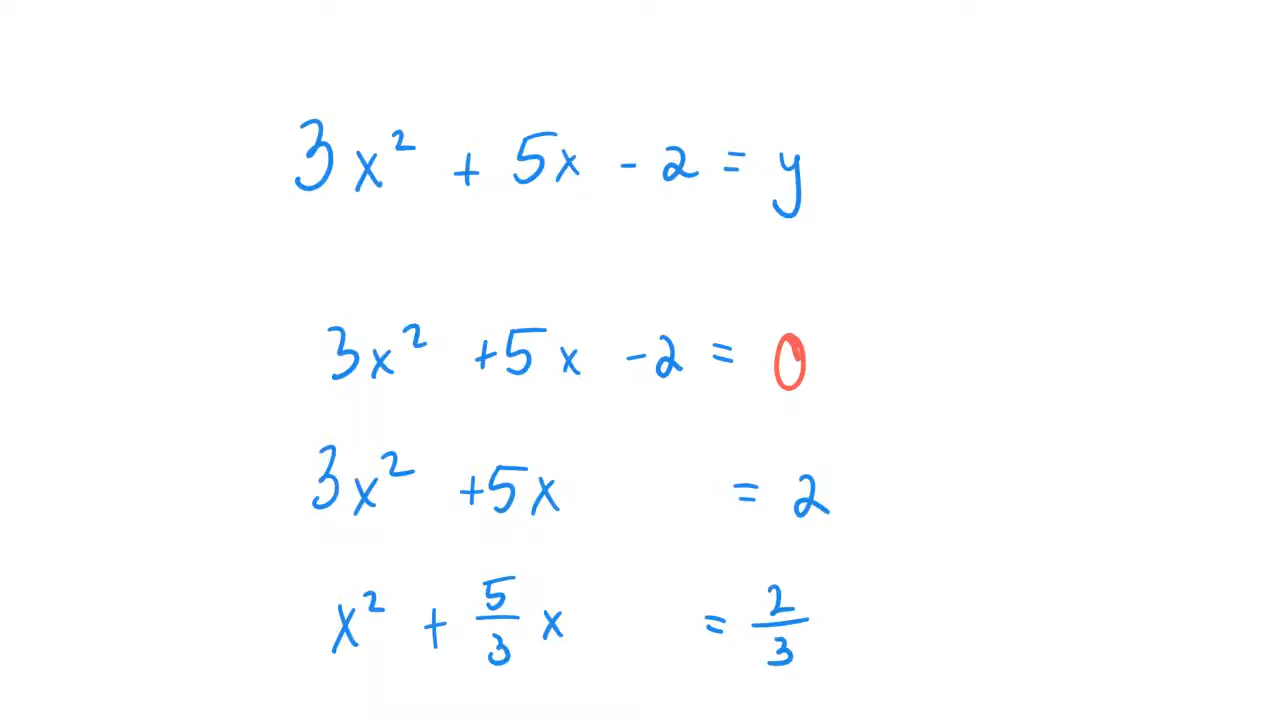 3x² + 5x - 2 = y
3x² +5x -2 = 0
3x² +5x = 2
x² + 5/3 x = 2/3